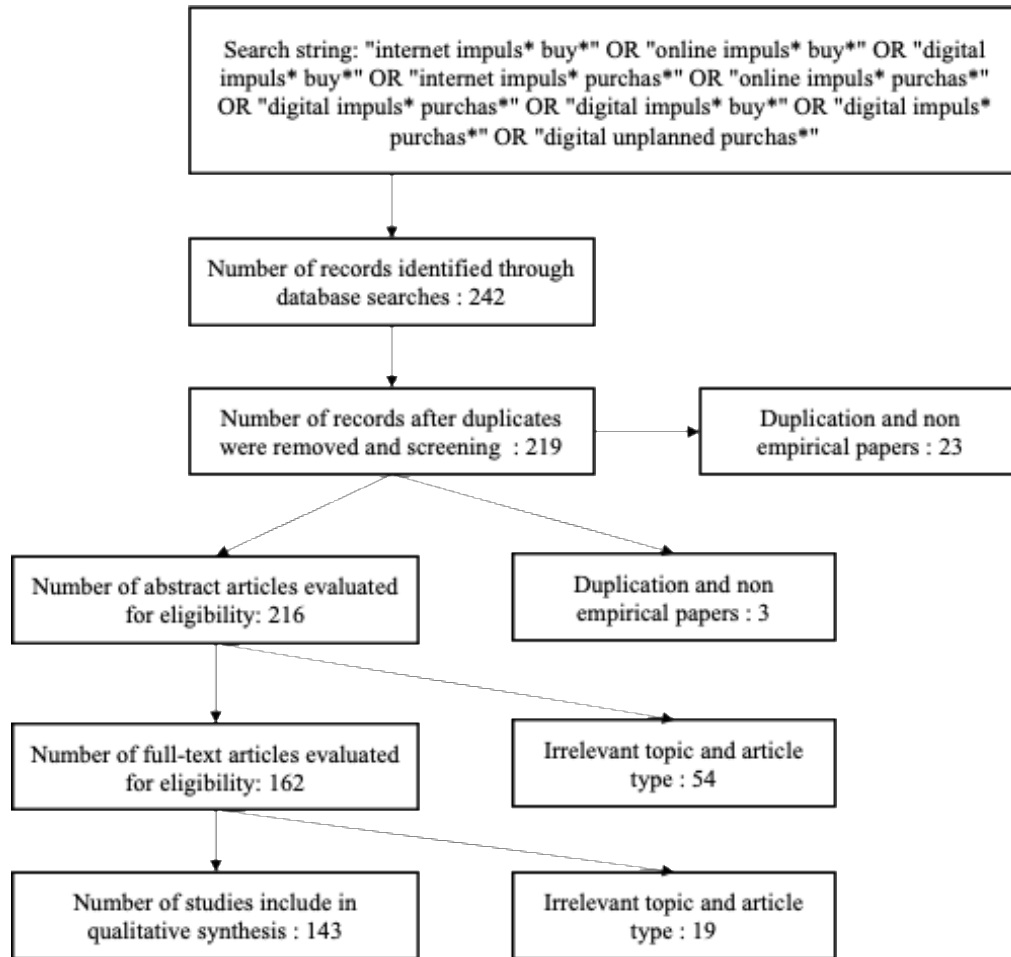 Search string: "internet impuls* buy*" OR "online impuls* buy*" OR "digital
impuls* buy*" OR "internet impuls* purchas*" OR "online impuls* purchas*"
OR "digital impuls* purchas*" OR "digital impuls* buy*" OR "digital impuls*
purchas*" OR "digital unplanned purchas*"
Number of records identified through
database searches : 242
Number of records after duplicates
were removed and screening : 219
Duplication and non
empirical papers : 23
Number of abstract articles evaluated
for eligibility: 216
Duplication and non
empirical papers : 3
Number of full-text articles evaluated
for eligibility: 162
Irrelevant topic and article
type : 54
Number of studies include in
qualitative synthesis : 143
Irrelevant topic and article
type : 19